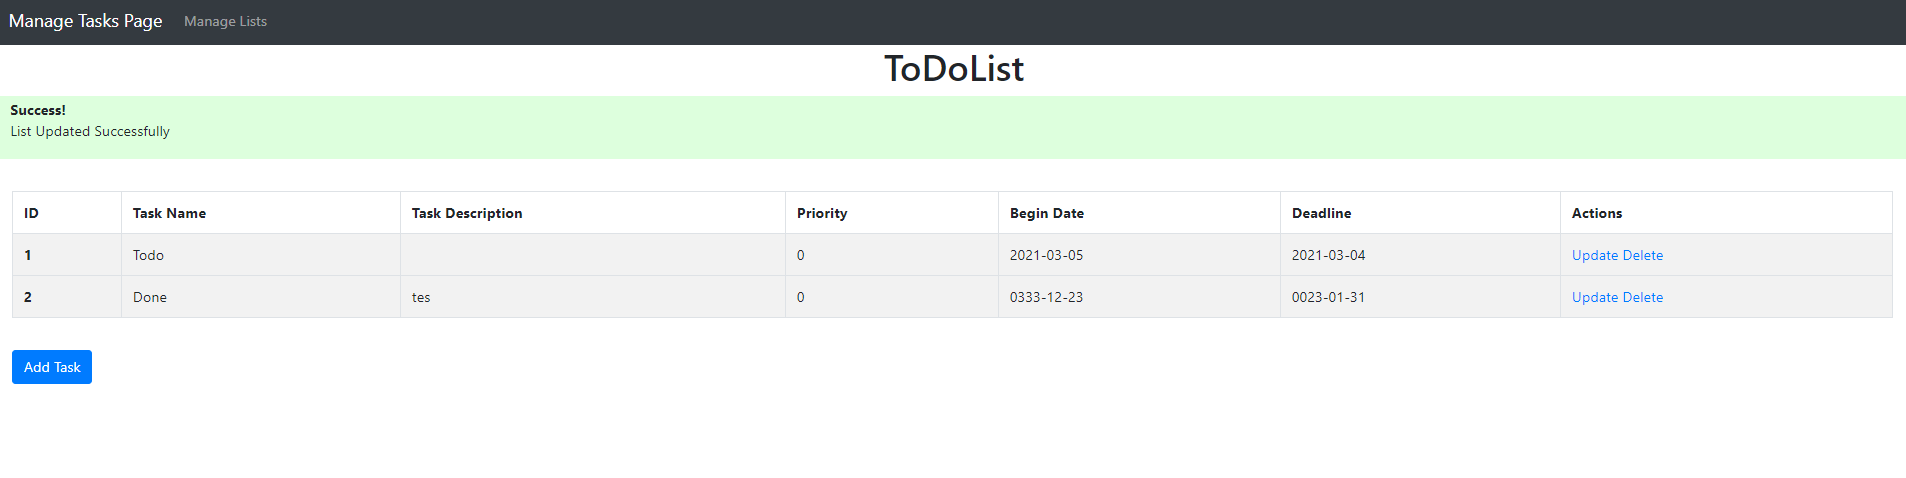 Manage Tasks Page Manage Lists
ToDoList
Success!
List Updated Successfully
ID Task Name Task Description Priority Begin Date Deadline Actions
1 Todo 0 2021-03-05 2021-03-04 Update Delete
2 Done tes 0 0333-12-23 0023-01-31 Update Delete
Add Task